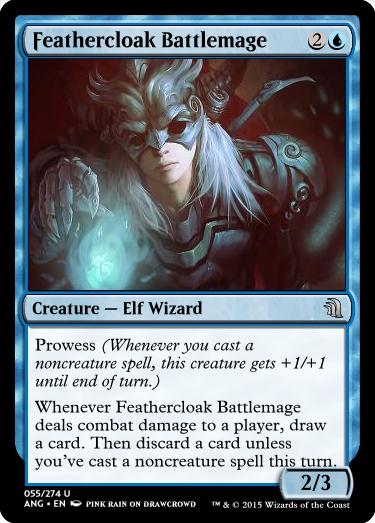 Feathercloak Battlemage 2
Creature — Elf Wizard
Prowess (Whenever you cast a
noncreature spell, this creature gets +1/+1
until end of turn.)
Whenever Feathercloak Battlemage
deals combat damage to a player, draw
a card. Then discard a card unless
you've cast a noncreature spell this turn.
2/3
055/274 U
ANG • EN PINK RAIN ON DRAWCROWD ™ & © 2015 Wizards of the Coast